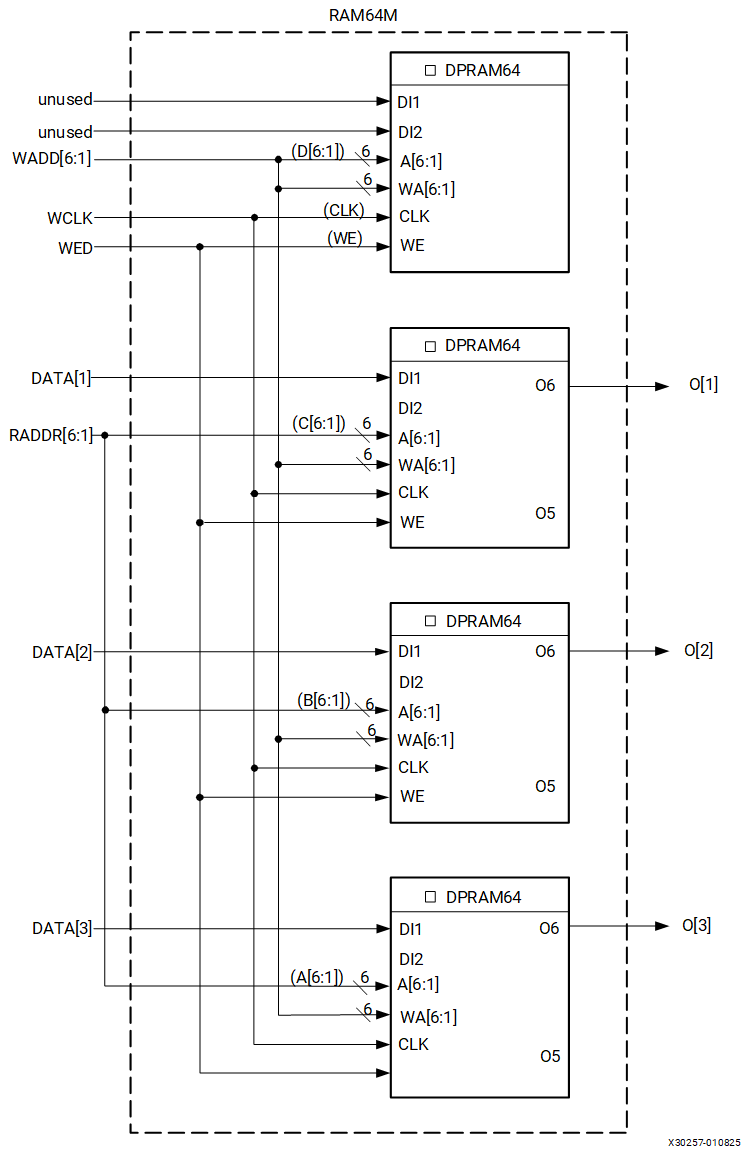 RAM64M
DPRAM64
unused
DI1
unused
DI2
WADD[6:1]
(D[6:1])
6
A[6:1]
6
WA[6:1]
WCLK
(CLK)
CLK
WED
(WE)
WE
DPRAM64
DATA[1]
DI1
O6
O[1]
DI2
RADDR[6:1]
(C[6:1])
6
A[6:1]
6
WA[6:1]
CLK
O5
WE
DPRAM64
DATA[2]
DI1
O6
O[2]
DI2
(B[6:1])
6
A[6:1]
6
WA[6:1]
CLK
O5
WE
DPRAM64
DATA[3]
DI1
O6
O[3]
DI2
(A[6:1])
6
A[6:1]
6
WA[6:1]
CLK
O5
X30257-010825